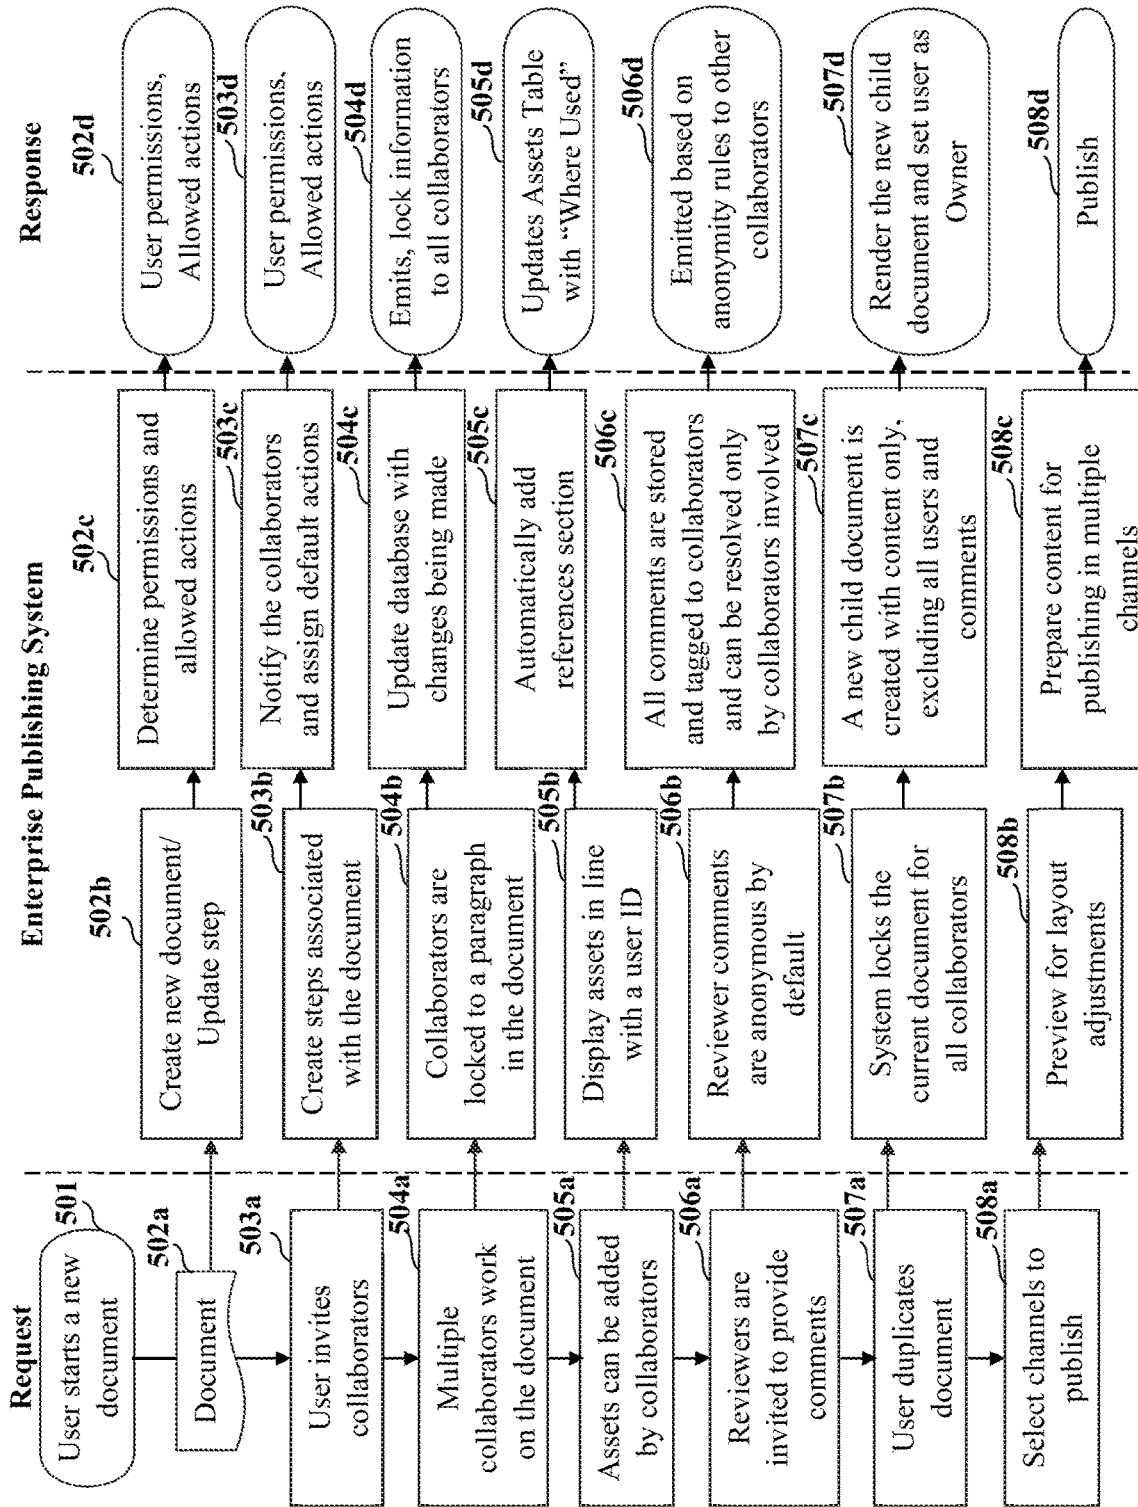 Request
Enterprise Publishing System
Response
501
User starts a new
document
502a
Document
502b
Create new document/
Update step
502c
Determine permissions and
allowed actions
502d
User permissions,
Allowed actions
503a
User invites
collaborators
503b
Create steps associated
with the document
503c
Notify the collaborators
and assign default actions
503d
User permissions,
Allowed actions
504a
Multiple
collaborators work
on the document
504b
Collaborators are
locked to a paragraph
in the document
504c
Update database with
changes being made
504d
Emits, lock information
to all collaborators
505a
Assets can be added
by collaborators
505b
Display assets in line
with a user ID
505c
Automatically add
references section
505d
Updates Assets Table
with “Where Used”
506a
Reviewers are
invited to provide
comments
506b
Reviewer comments
are anonymous by
default
506c
All comments are stored
and tagged to collaborators
and can be resolved only
by collaborators involved
506d
Emitted based on
anonymity rules to other
collaborators
507a
User duplicates
document
507b
System locks the
current document for
all collaborators
507c
A new child document is
created with content only,
excluding all users and
comments
507d
Render the new child
document and set user as
Owner
508a
Select channels to
publish
508b
Preview for layout
adjustments
508c
Prepare content for
publishing in multiple
channels
508d
Publish